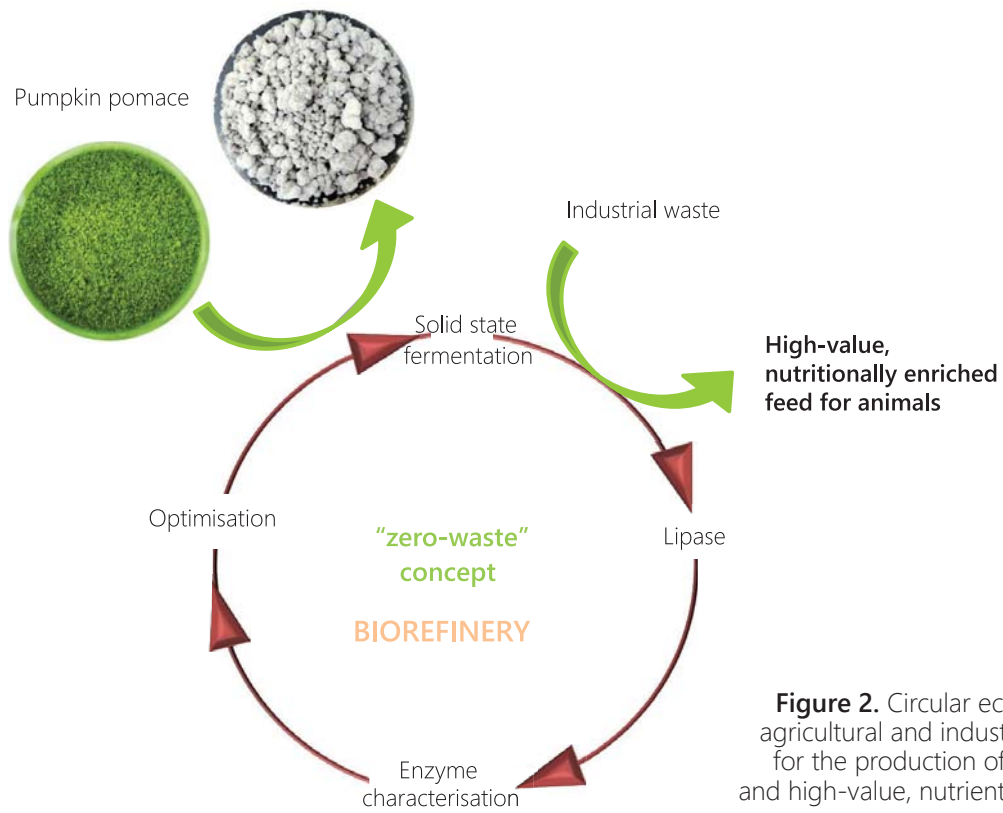 Pumpkin pomace
Industrial waste
Solid state
fermentation
High-value,
nutritionally enriched
feed for animals
Optimisation
Lipase
"zero-waste"
concept
BIOREFINERY
Enzyme
characterisation
Figure 2. Circular ec
agricultural and indust
for the production of
and high-value, nutrient